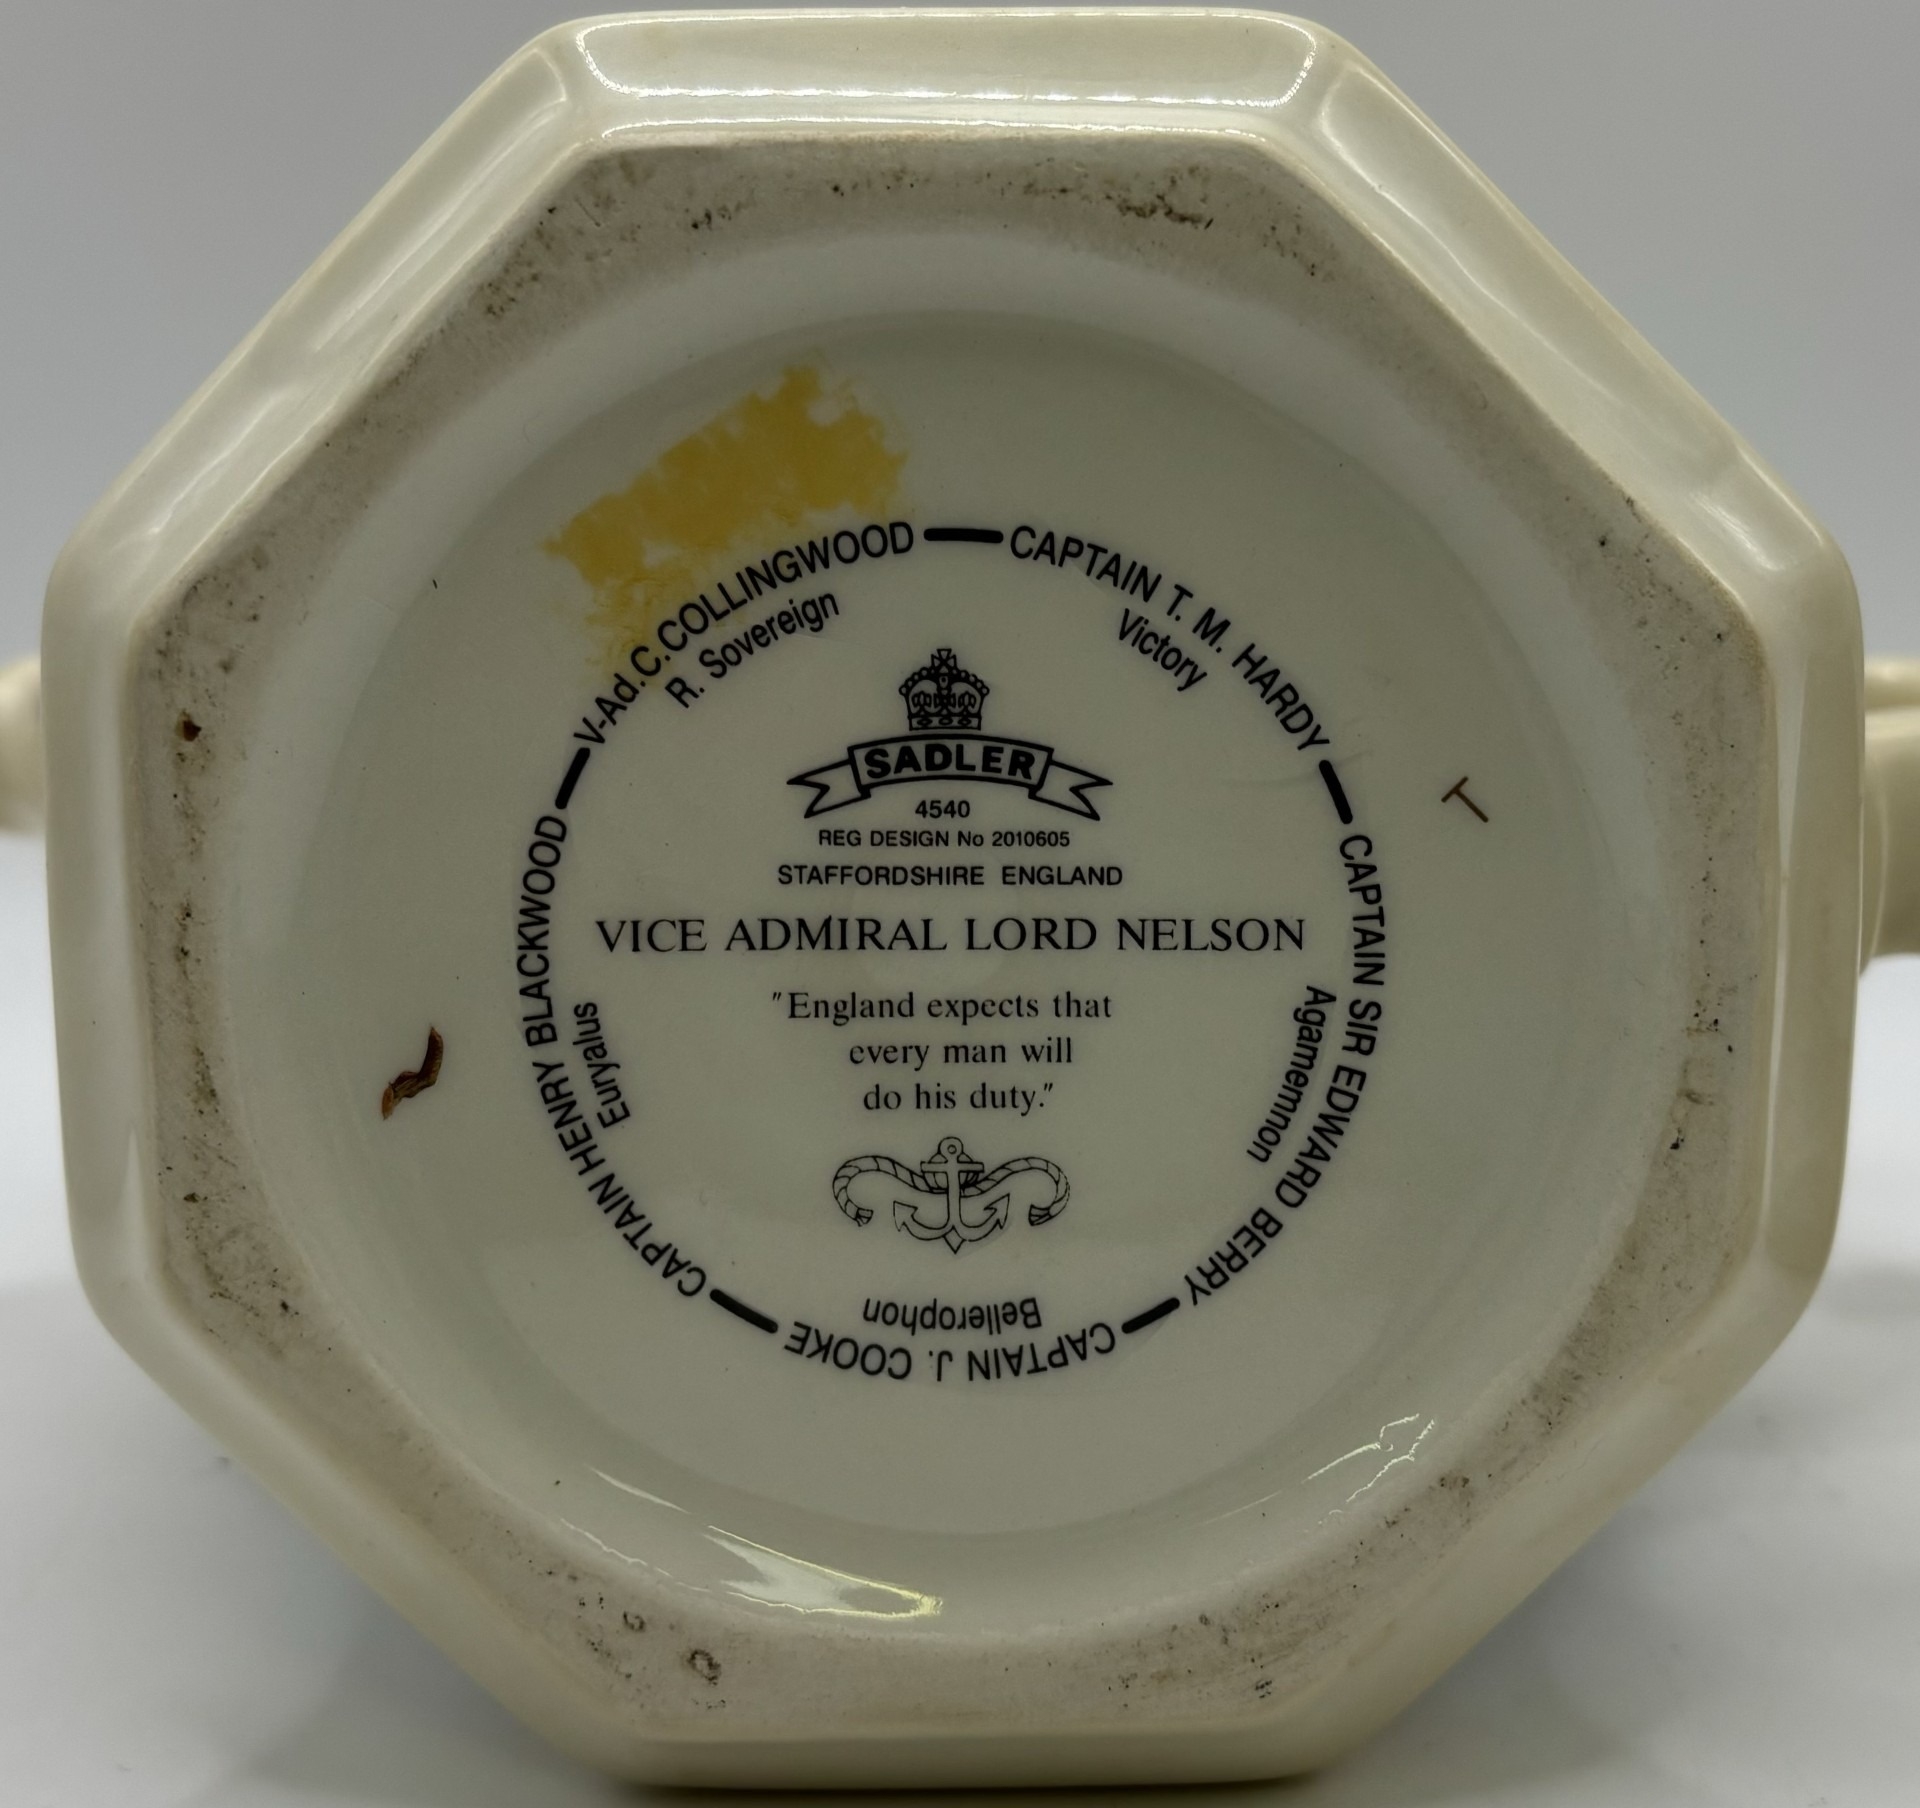 V-Ad.C.COLLINGWOOD
R. Sovereign
CAPTAIN T. M. HARDY
Victory
CAPTAIN SIR EDWARD BERRY
Agamemnon
CAPTAIN J. COOKE
Bellerophon
CAPTAIN HENRY BLACKWOOD
Euryalus
SADLER
4540
REG DESIGN No 2010605
STAFFORDSHIRE ENGLAND
VICE ADMIRAL LORD NELSON
"England expects that
every man will
do his duty."
T